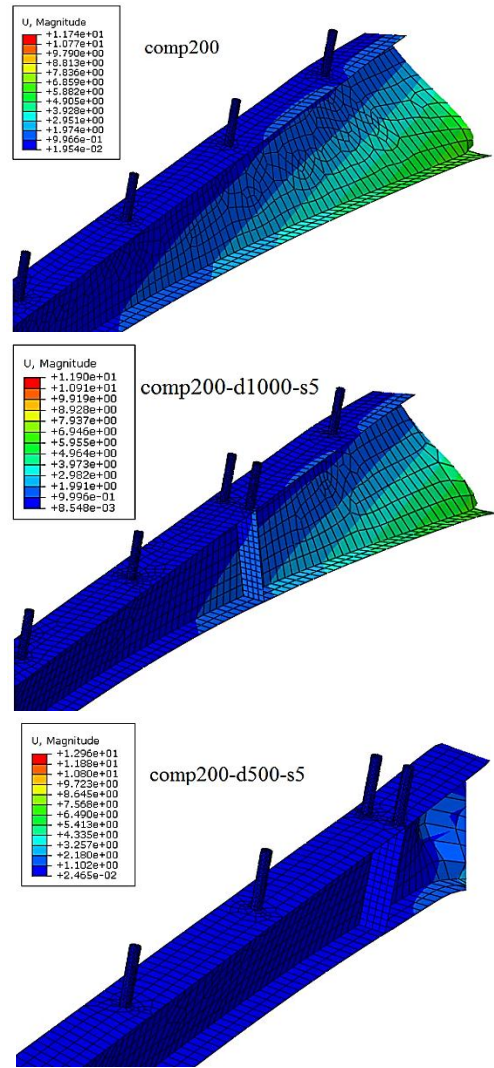 U, Magnitude
+1.174e+01
+1.077e+01
+9.790e+00
+8.813e+00
+7.836e+00
+6.859e+00
+5.882e+00
+4.905e+00
+3.928e+00
+2.951e+00
+1.974e+00
+9.966e-01
+1.954e-02
comp200
U, Magnitude
+1.190e+01
+1.091e+01
+9.919e+00
+8.928e+00
+7.937e+00
+6.946e+00
+5.955e+00
+4.964e+00
+3.973e+00
+2.982e+00
+1.991e+00
+9.996e-01
+8.548e-03
comp200-d1000-s5
U, Magnitude
+1.296e+01
+1.188e+01
+1.080e+01
+9.723e+00
+8.645e+00
+7.568e+00
+6.490e+00
+5.413e+00
+4.335e+00
+3.257e+00
+2.180e+00
+1.102e+00
+2.465e-02
comp200-d500-s5